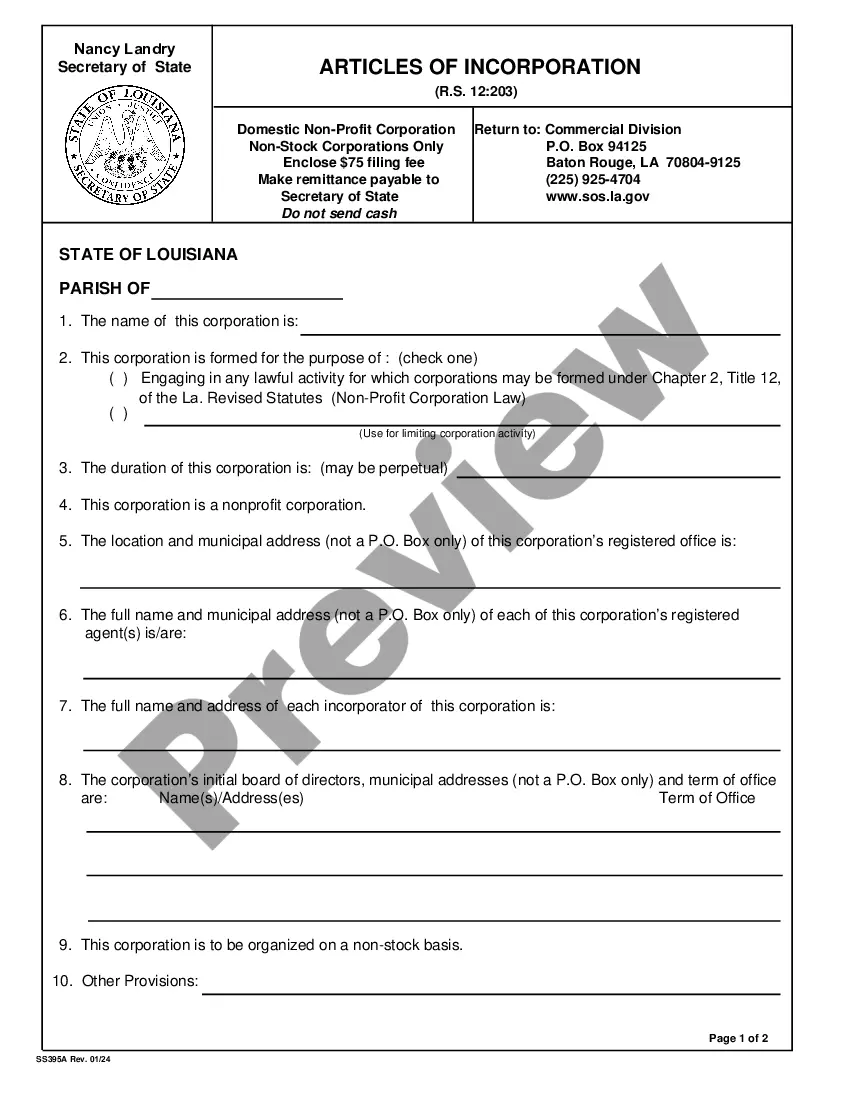 Nancy Landry
Secretary of State
STATE OF LOUISIANA
UNION JUSTICE
CONFIDENCE
SECRETARY OF STATE
ARTICLES OF INCORPORATION
(R.S. 12:203)
Domestic Non-Profit Corporation
Non-Stock Corporations Only
Enclose $75 filing fee
Make remittance payable to
Secretary of State
Do not send cash
Return to: Commercial Division
P.O. Box 94125
Baton Rouge, LA 70804-9125
(225) 925-4704
www.sos.la.gov
STATE OF LOUISIANA
PARISH OF
1. The name of this corporation is:
2. This corporation is formed for the purpose of : (check one)
( ) Engaging in any lawful activity for which corporations may be formed under Chapter 2, Title 12,
of the La. Revised Statutes (Non-Profit Corporation Law)
( )
(Use for limiting corporation activity)
3. The duration of this corporation is: (may be perpetual)
4. This corporation is a nonprofit corporation.
5. The location and municipal address (not a P.O. Box only) of this corporation's registered office is:
6. The full name and municipal address (not a P.O. Box only) of each of this corporation's registered
agent(s) is/are:
7. The full name and address of each incorporator of this corporation is:
8. The corporation's initial board of directors, municipal addresses (not a P.O. Box only) and term of office
are: Name(s)/Address(es) Term of Office
9. This corporation is to be organized on a non-stock basis.
10. Other Provisions:
Page 1 of 2
SS395A Rev. 01/24
Preview